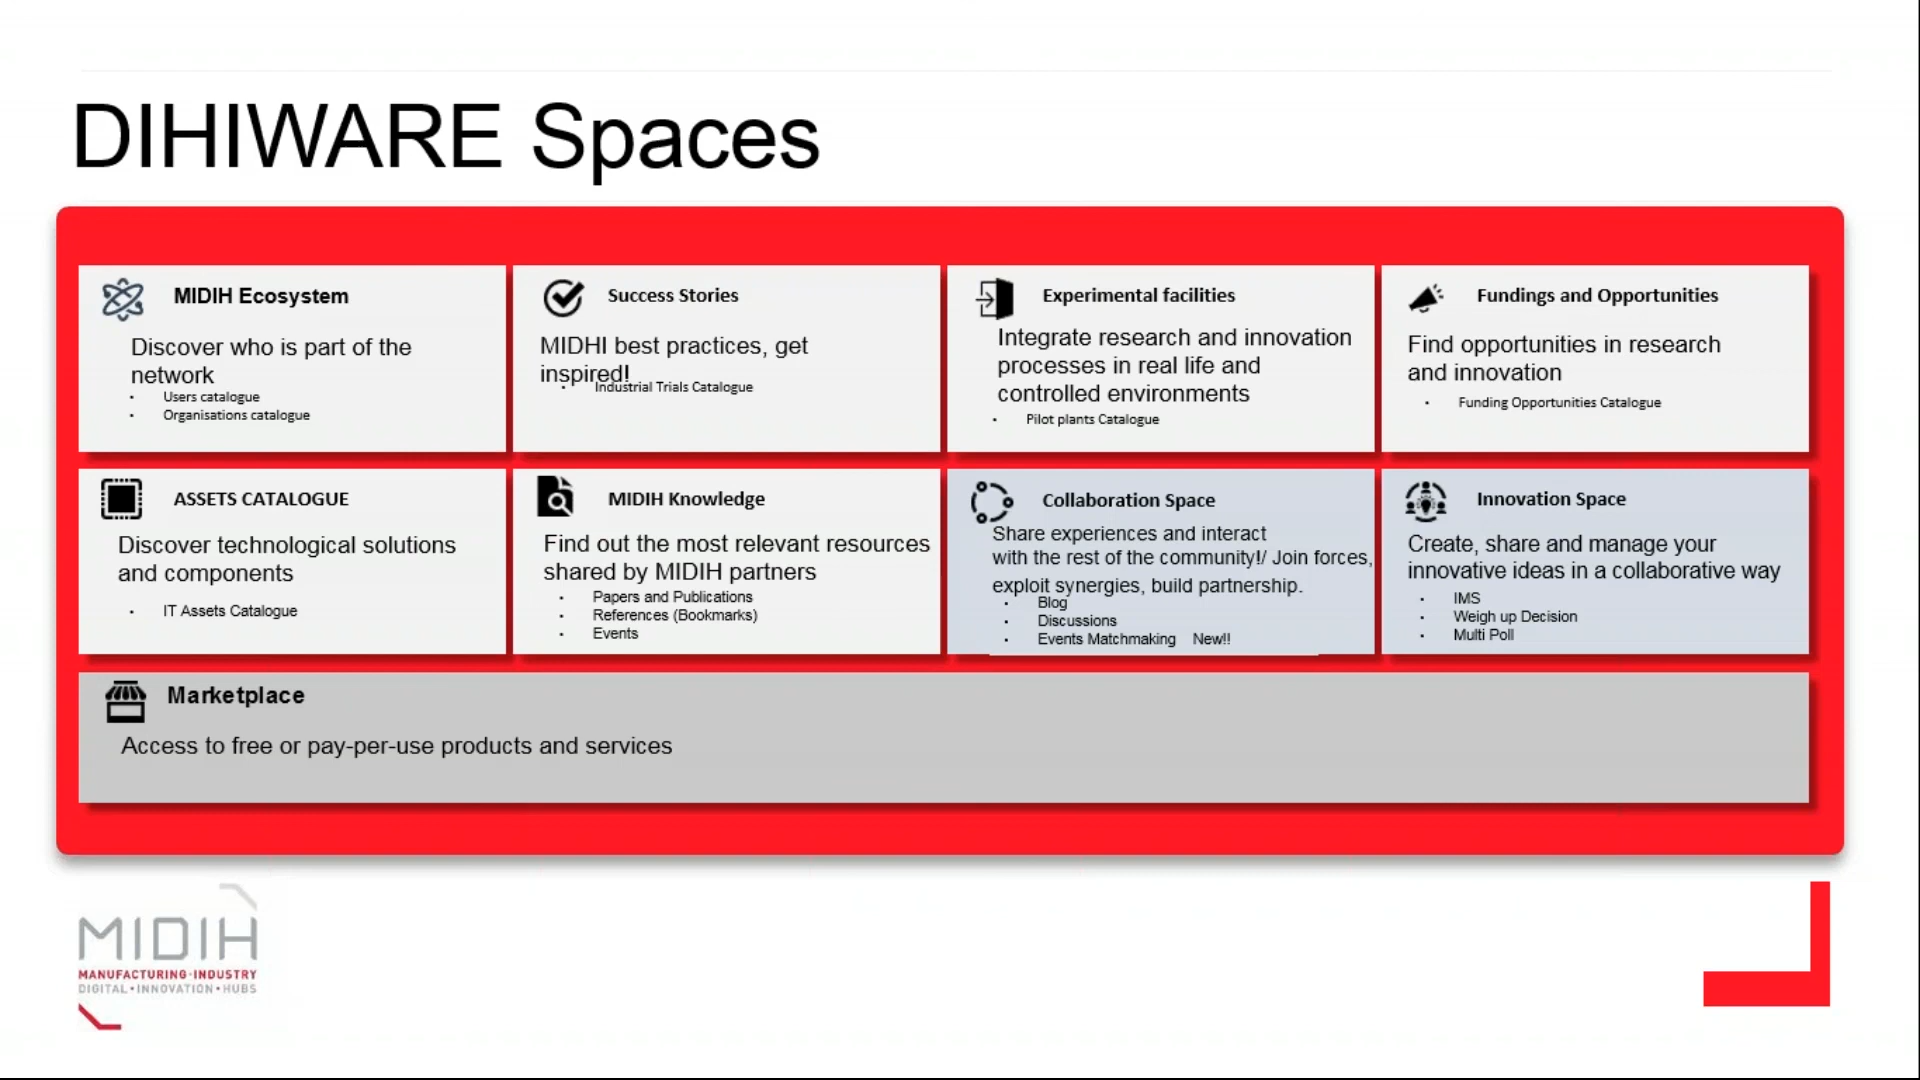 DIHIWARE Spaces
MIDIH Ecosystem
Discover who is part of the
network
Users catalogue
Organisations catalogue
Success Stories
MIDHI best practices, get
inspired!
Industrial Trials Catalogue
Experimental facilities
Integrate research and innovation
processes in real life and
controlled environments
Pilot plants Catalogue
Fundings and Opportunities
Find opportunities in research
and innovation
Funding Opportunities Catalogue
ASSETS CATALOGUE
Discover technological solutions
and components
IT Assets Catalogue
MIDIH Knowledge
Find out the most relevant resources
shared by MIDIH partners
Papers and Publications
References (Bookmarks)
Events
Collaboration Space
Share experiences and interact
with the rest of the community!/ Join forces,
exploit synergies, build partnership.
Blog
Discussions
Events Matchmaking New!!
Innovation Space
Create, share and manage your
innovative ideas in a collaborative way
IMS
Weigh up Decision
Multi Poll
Marketplace
Access to free or pay-per-use products and services
MIDIH
MANUFACTURING•INDUSTRY
DIGITAL•INNOVATION•HUBS